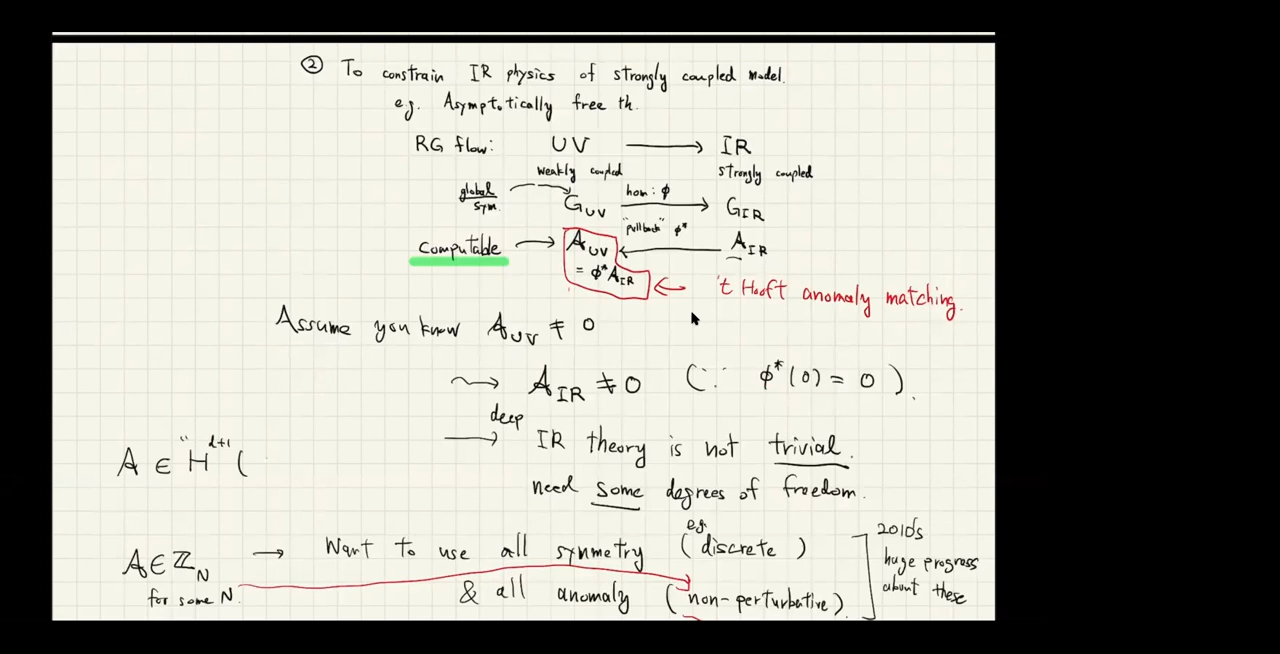 ② To constrain IR physics of strongly coupled model.
e.g. Asymptotically free th.
RG flow: UV → IR
weakly coupled strongly coupled
global sym. G_UV hom: φ → G_IR
Computable → A_UV "pullback" φ* ← A_IR
= φ* A_IR ← 't Hooft anomaly matching.
Assume you know A_UV ≠ 0
⇝ A_IR ≠ 0 (∵ φ*(0) = 0).
deep → IR theory is not trivial.
A ∈ "H^{d+1}(
need some degrees of freedom.
A ∈ ℤ_N → Want to use all symmetry (e.g. discrete)
for some N. & all anomaly (non-perturbative).
2010's
huge progress
about these